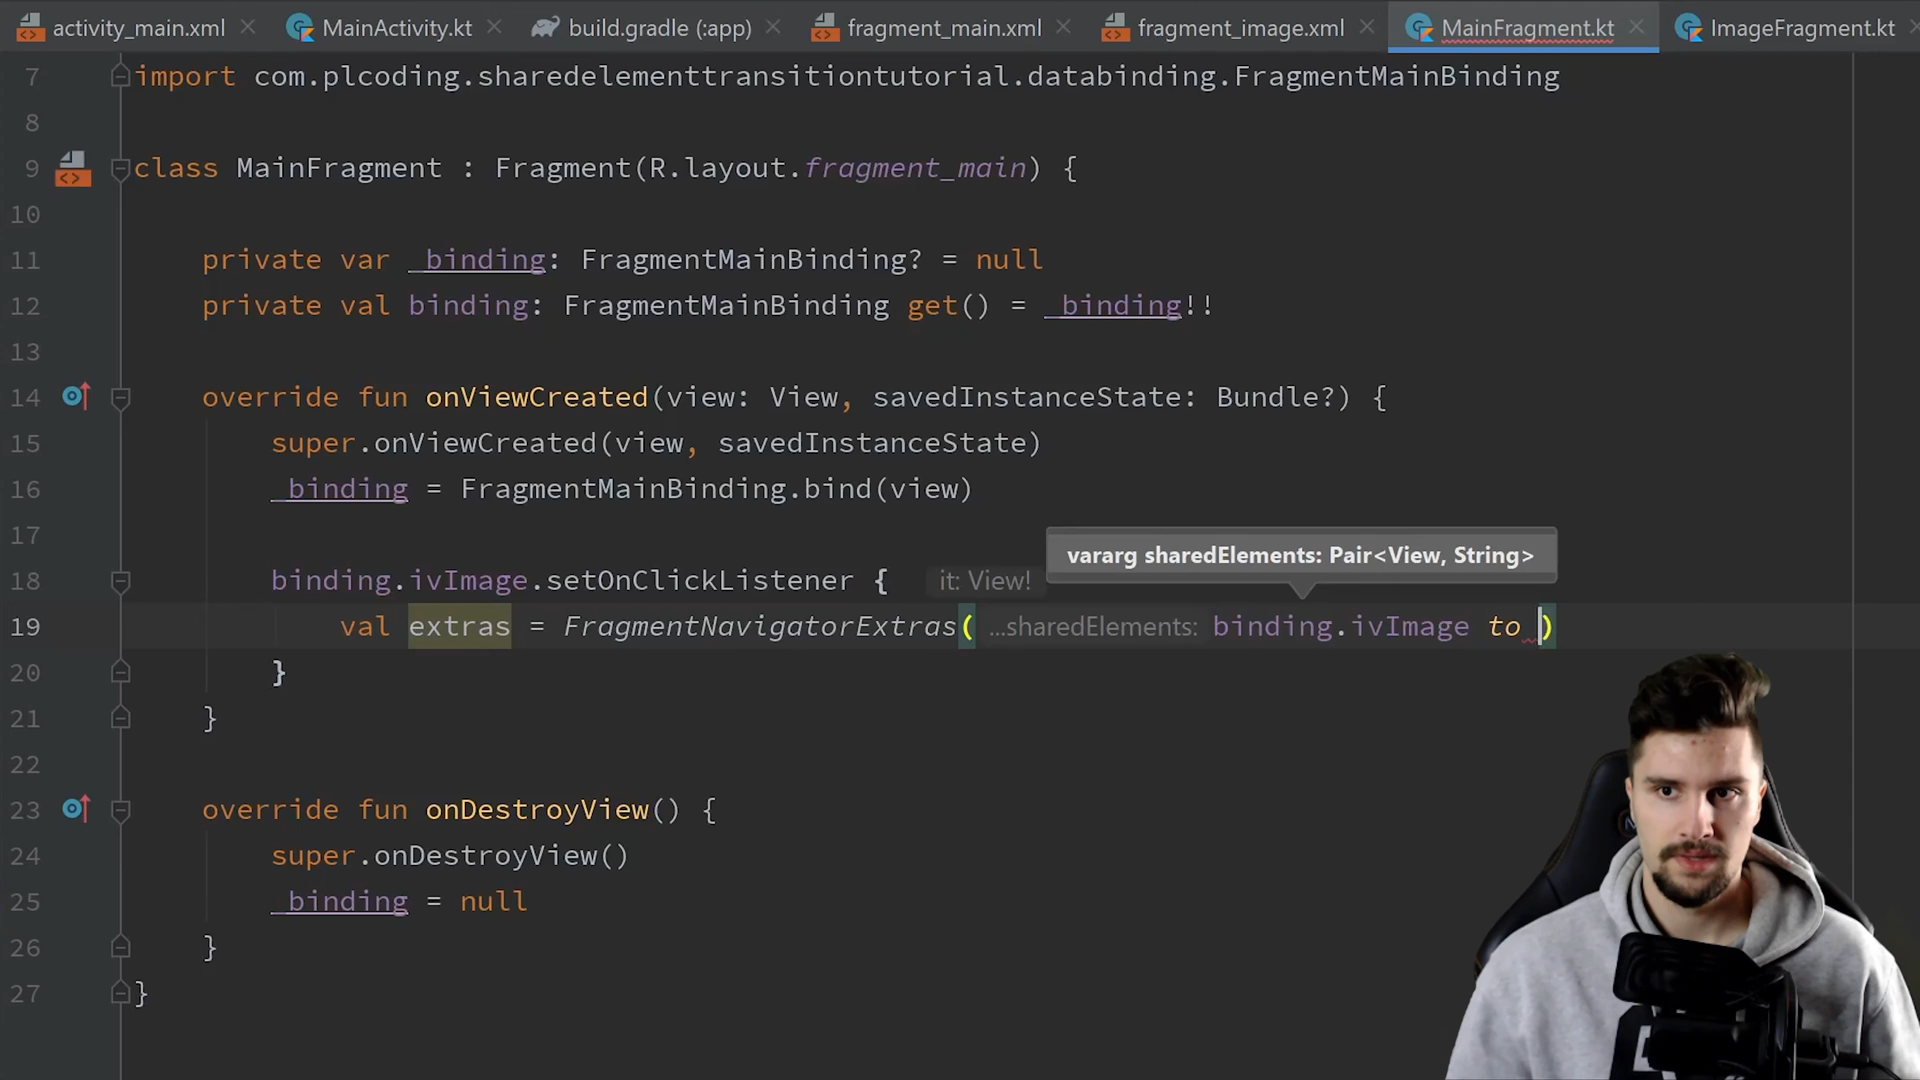 activity_main.xml MainActivity.kt build.gradle (:app) fragment_main.xml fragment_image.xml MainFragment.kt ImageFragment.kt
7 import com.plcoding.sharedelementtransitiontutorial.databinding.FragmentMainBinding
8
9 class MainFragment : Fragment(R.layout.fragment_main) {
10
11 private var _binding: FragmentMainBinding? = null
12 private val binding: FragmentMainBinding get() = _binding!!
13
14 override fun onViewCreated(view: View, savedInstanceState: Bundle?) {
15 super.onViewCreated(view, savedInstanceState)
16 _binding = FragmentMainBinding.bind(view)
17
vararg sharedElements: Pair<View, String>
18 binding.ivImage.setOnClickListener { it: View!
19 val extras = FragmentNavigatorExtras( ...sharedElements: binding.ivImage to )
20 }
21 }
22
23 override fun onDestroyView() {
24 super.onDestroyView()
25 _binding = null
26 }
27 }